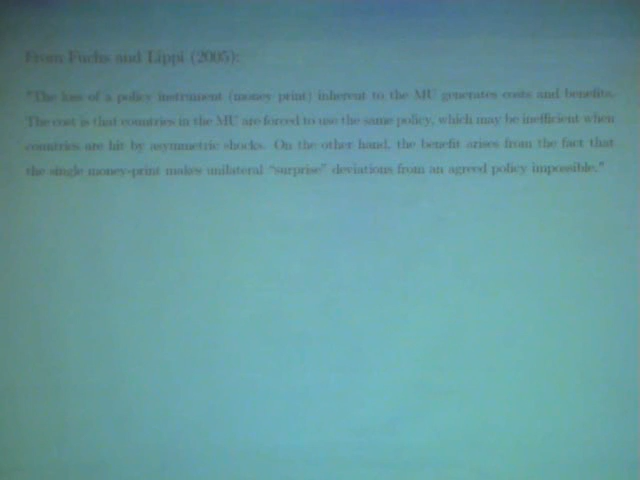 From Fuchs and Lippi (2005):
"The loss of a policy instrument (money print) inherent to the MU generates costs and benefits.
The cost is that countries in the MU are forced to use the same policy, which may be inefficient when
countries are hit by asymmetric shocks. On the other hand, the benefit arises from the fact that
the single money-print makes unilateral “surprise” deviations from an agreed policy impossible."